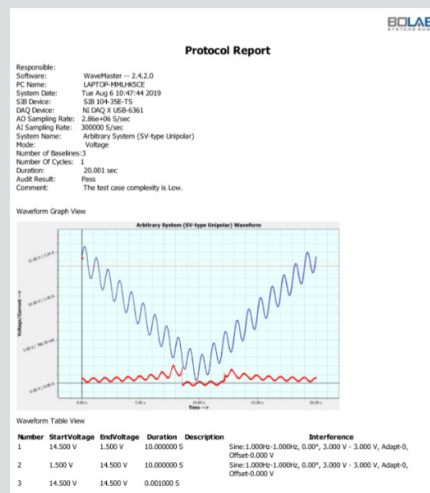 BOLAB
SYSTEMS GMBH
Protocol Report
Responsible:
Software: WaveMaster -- 2.4.2.0
PC Name: LAPTOP-MMLHK5CE
System Date: Tue Aug 6 10:47:44 2019
SIB Device: SIB 104-3SE-TS
DAQ Device: NI DAQ X USB-6361
AO Sampling Rate: 2.86e+06 S/sec
AI Sampling Rate: 300000 S/sec
System Name: Arbitrary System (5V-type Unipolar)
Mode: Voltage
Number of Baselines:3
Number Of Cycles: 1
Duration: 20.001 sec
Audit Result: Pass
Comment: The test case complexity is Low.
Waveform Graph View
Arbitrary System (5V-type Unipolar) Waveform
Voltage/Current -->
Time -->
Waveform Table View
Number StartVoltage EndVoltage Duration Description Interference
1 14.500 V 1.500 V 10.000000 S Sine:1.000Hz-1.000Hz, 0.00°, 3.000 V - 3.000 V, Adapt-0,
Offset-0.000 V
2 1.500 V 14.500 V 10.000000 S Sine:1.000Hz-1.000Hz, 0.00°, 3.000 V - 3.000 V, Adapt-0,
Offset-0.000 V
3 14.500 V 14.500 V 0.001000 S